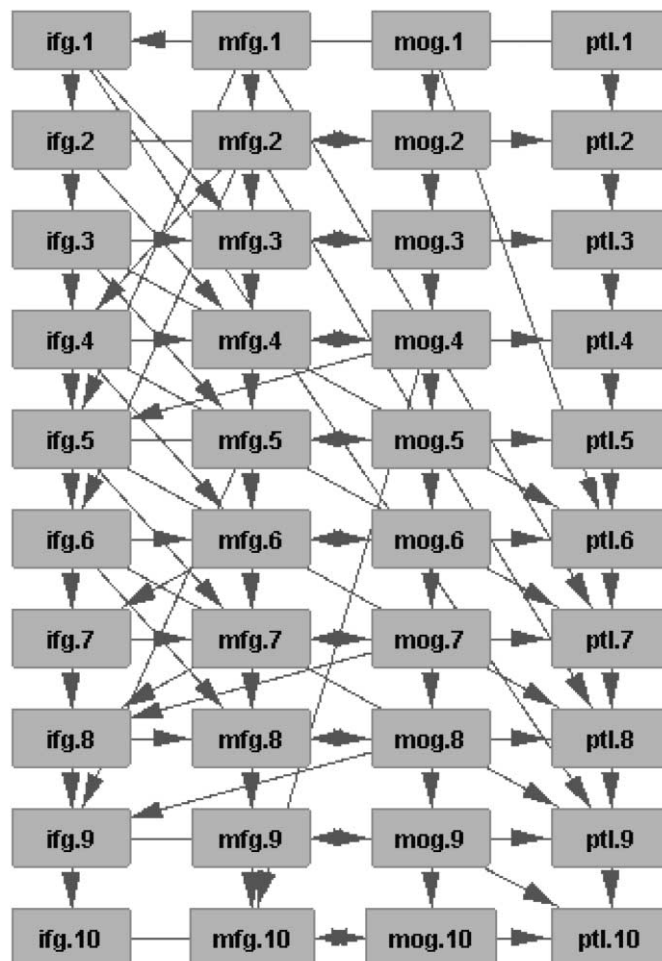 ifg.1 mfg.1 mog.1 ptl.1
ifg.2 mfg.2 mog.2 ptl.2
ifg.3 mfg.3 mog.3 ptl.3
ifg.4 mfg.4 mog.4 ptl.4
ifg.5 mfg.5 mog.5 ptl.5
ifg.6 mfg.6 mog.6 ptl.6
ifg.7 mfg.7 mog.7 ptl.7
ifg.8 mfg.8 mog.8 ptl.8
ifg.9 mfg.9 mog.9 ptl.9
ifg.10 mfg.10 mog.10 ptl.10